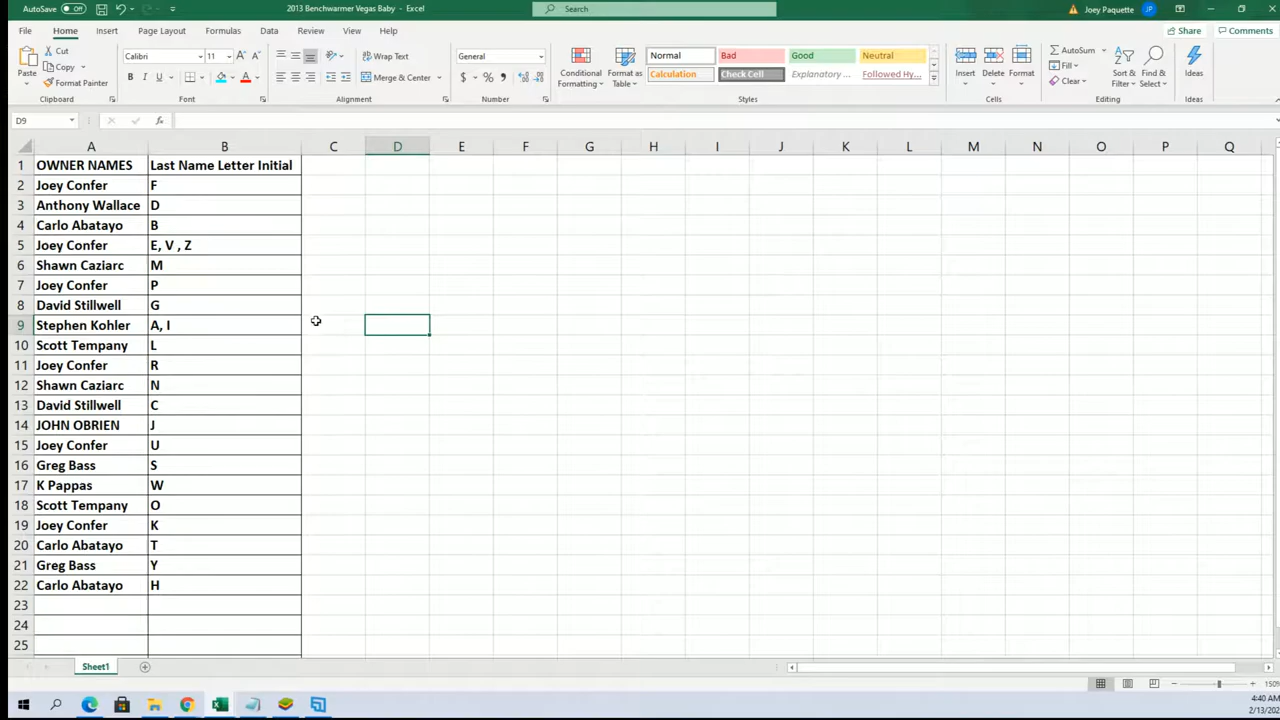 AutoSave Off 2013 Benchwarmer Vegas Baby - Excel Search Joey Paquette JP
File Home Insert Page Layout Formulas Data Review View Help Share Comments
Paste Cut Copy Format Painter Clipboard
Calibri 11 B I U A A Font
Wrap Text Merge & Center Alignment
General $ % Number
Conditional Formatting Format as Table Normal Bad Good Neutral
Calculation Check Cell Explanary ... Followed Hy... Styles
Insert Delete Format Cells
AutoSum Fill Clear Sort & Filter Find & Select Editing
Ideas Ideas
D9 fx
A B C D E F G H I J K L M N O P Q
1 OWNER NAMES Last Name Letter Initial
2 Joey Confer F
3 Anthony Wallace D
4 Carlo Abatayo B
5 Joey Confer E, V , Z
6 Shawn Caziarc M
7 Joey Confer P
8 David Stillwell G
9 Stephen Kohler A, I
10 Scott Tempany L
11 Joey Confer R
12 Shawn Caziarc N
13 David Stillwell C
14 JOHN OBRIEN J
15 Joey Confer U
16 Greg Bass S
17 K Pappas W
18 Scott Tempany O
19 Joey Confer K
20 Carlo Abatayo T
21 Greg Bass Y
22 Carlo Abatayo H
23
24
25
Sheet1
150%
4:40 AM
2/13/202